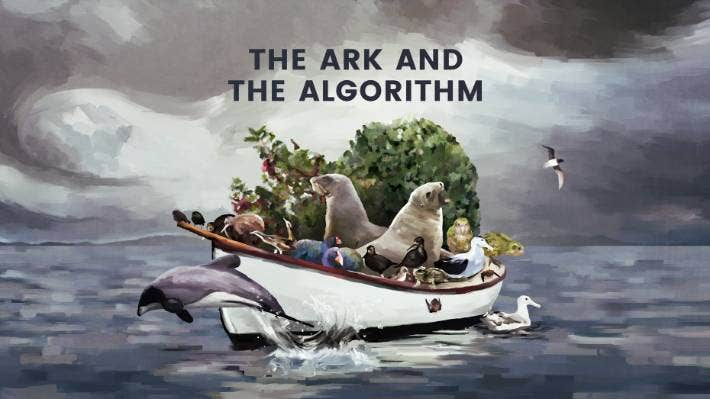 THE ARK AND
THE ALGORITHM